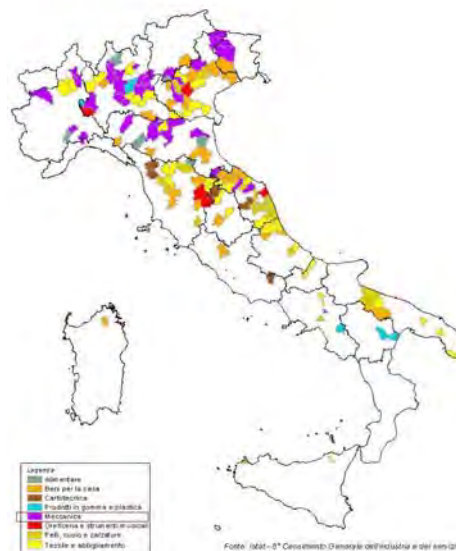 Legenda
Alimentare
Beni per la casa
Cartotecnica
Prodotti in gomma e plastica
Meccanica
Oreficeria e strumenti musicali
Pelli, cuoio e calzature
Tessile e abbigliamento
Fonte: Istat - 8° Censimento Generale dell'industria e dei servizi